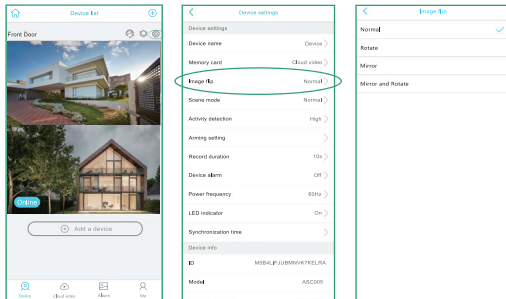 Device list
Front Door
Online
Add a device
Device
Cloud video
Album
Me
Device settings
Device settings
Device name Device
Memory card Cloud video
Image flip Normal
Scene mode Normal
Activity detection High
Arming setting
Record duration 10s
Device alarm Off
Power frequency 60Hz
LED indicator On
Synchronization time
Device info
ID
Model ASC005
Image flip
Normal
Rotate
Mirror
Mirror and Rotate